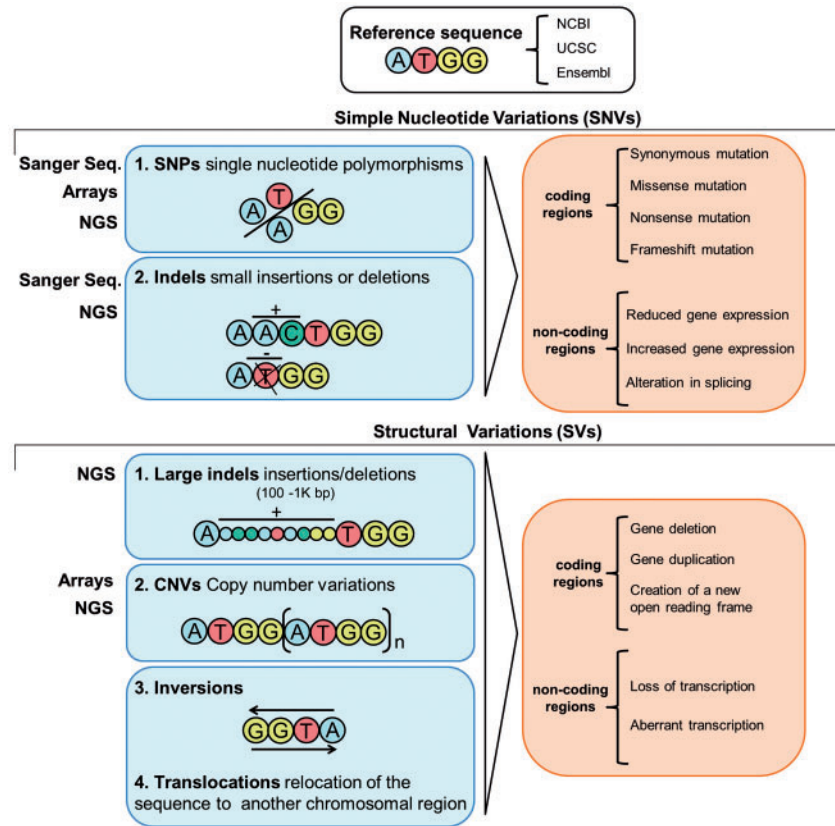 Reference sequence
A T G G
NCBI
UCSC
Ensembl
Simple Nucleotide Variations (SNVs)
Sanger Seq.
Arrays
NGS
1. SNPs single nucleotide polymorphisms
T
A G G
A
Sanger Seq.
NGS
2. Indels small insertions or deletions
+
A A C T G G
-
A T G G
coding
regions
Synonymous mutation
Missense mutation
Nonsense mutation
Frameshift mutation
non-coding
regions
Reduced gene expression
Increased gene expression
Alteration in splicing
Structural Variations (SVs)
NGS
1. Large indels insertions/deletions
(100 -1K bp)
+
A T G G
Arrays
NGS
2. CNVs Copy number variations
A T G G [A T G G]n
3. Inversions
G G T A
4. Translocations relocation of the
sequence to another chromosomal region
coding
regions
Gene deletion
Gene duplication
Creation of a new
open reading frame
non-coding
regions
Loss of transcription
Aberrant transcription